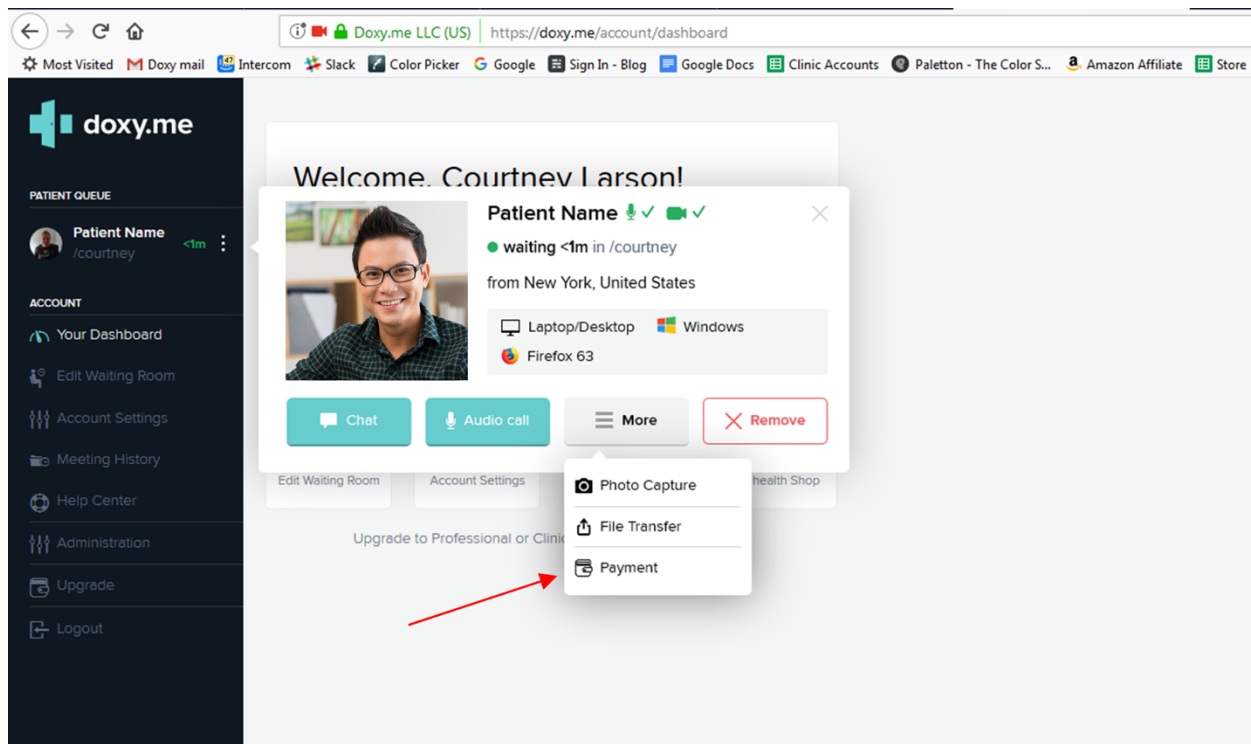 Doxy.me LLC (US) https://doxy.me/account/dashboard
Most Visited Doxy mail 47 Intercom Slack Color Picker Google Sign In - Blog Google Docs Clinic Accounts Paletton - The Color S... Amazon Affiliate Store
doxy.me
PATIENT QUEUE
Patient Name <1m
/courtney
ACCOUNT
Your Dashboard
Edit Waiting Room
Account Settings
Meeting History
Help Center
Administration
Upgrade
Logout
Welcome, Courtney Larson!
Patient Name
waiting <1m in /courtney
from New York, United States
Laptop/Desktop Windows
Firefox 63
Chat Audio call More Remove
Edit Waiting Room Account Settings health Shop
Photo Capture
File Transfer
Payment
Upgrade to Professional or Clinic